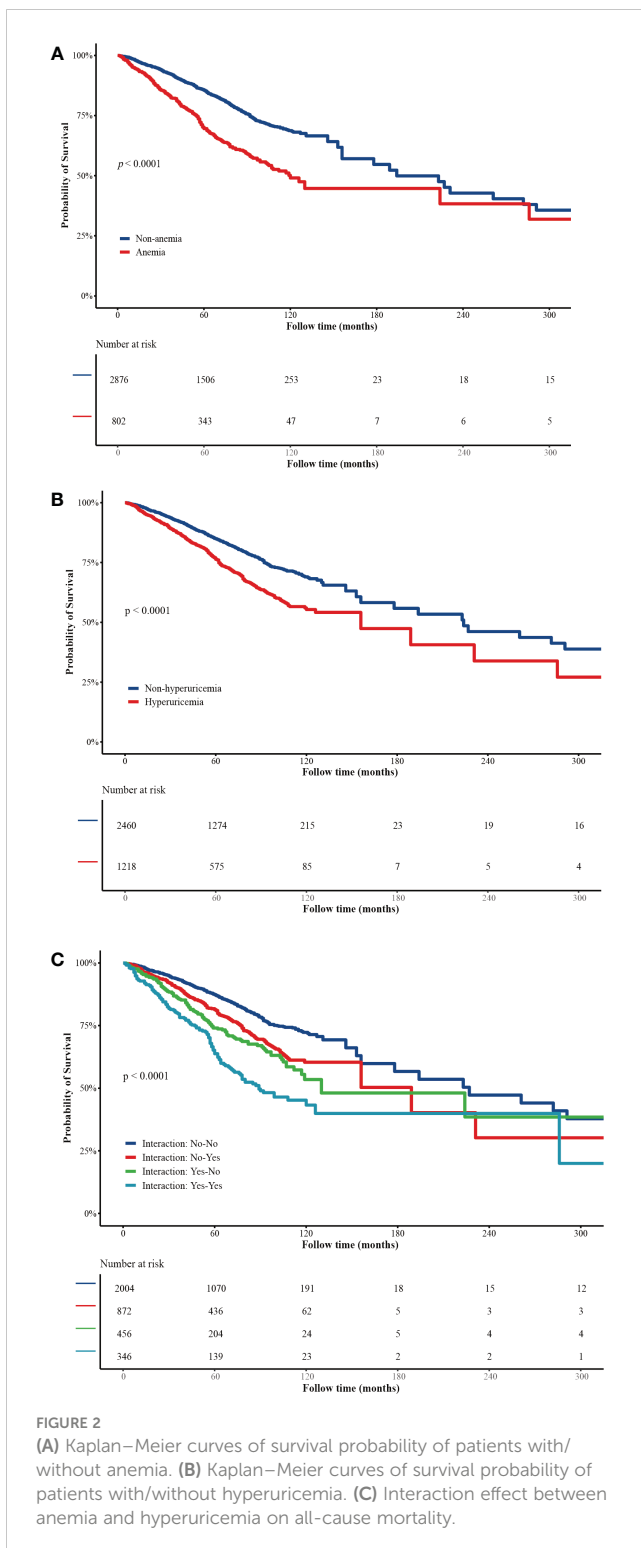 A
100%
75%
50%
25%
0%
Probability of Survival
p < 0.0001
Non-anemia
Anemia
0 60 120 180 240 300
Follow time (months)
Number at risk
2876 1506 253 23 18 15
802 343 47 7 6 5
0 60 120 180 240 300
Follow time (months)
B
100%
75%
50%
25%
0%
Probability of Survival
p < 0.0001
Non-hyperuricemia
Hyperuricemia
0 60 120 180 240 300
Follow time (months)
Number at risk
2460 1274 215 23 19 16
1218 575 85 7 5 4
0 60 120 180 240 300
Follow time (months)
C
100%
75%
50%
25%
0%
Probability of Survival
p < 0.0001
Interaction: No-No
Interaction: No-Yes
Interaction: Yes-No
Interaction: Yes-Yes
0 60 120 180 240 300
Follow time (months)
Number at risk
2004 1070 191 18 15 12
872 436 62 5 3 3
456 204 24 5 4 4
346 139 23 2 2 1
0 60 120 180 240 300
Follow time (months)
FIGURE 2
(A) Kaplan–Meier curves of survival probability of patients with/
without anemia. (B) Kaplan–Meier curves of survival probability of
patients with/without hyperuricemia. (C) Interaction effect between
anemia and hyperuricemia on all-cause mortality.